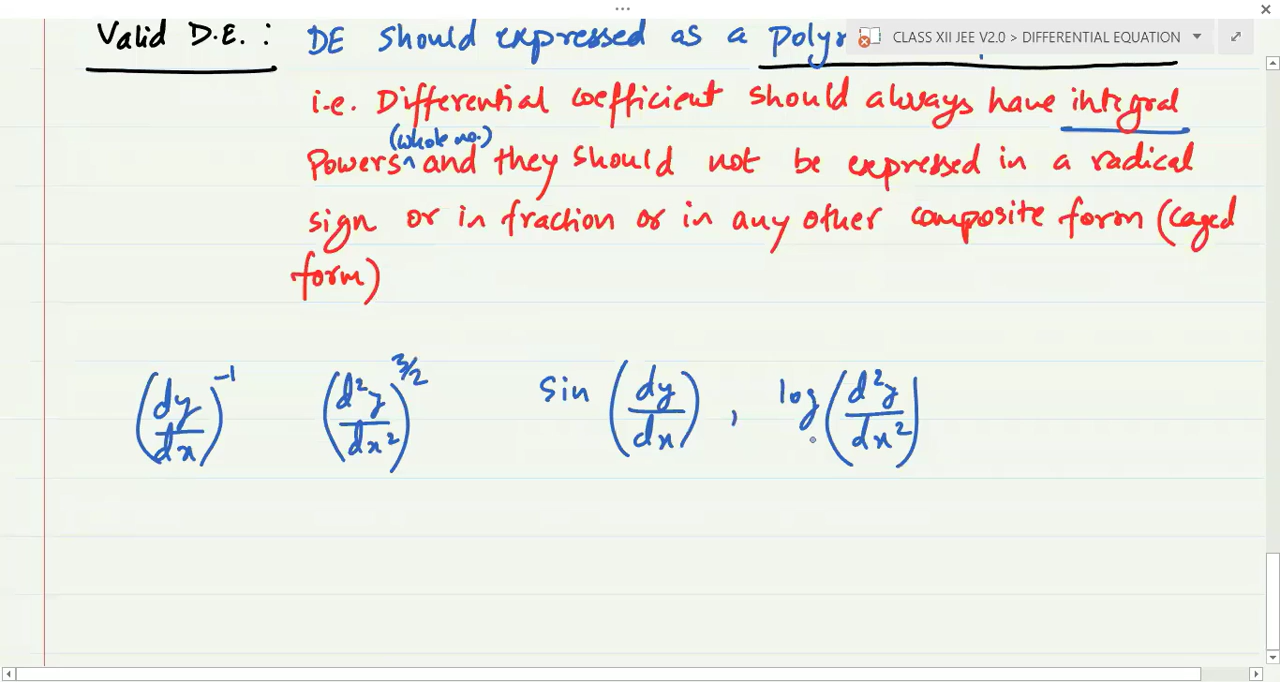 Valid D.E. : DE should expressed as a
CLASS XII JEE V2.0 > DIFFERENTIAL EQUATION
i.e. Differential coefficient should always have integral
(whole no.)
Powers^ and they should not be expressed in a radical
sign or in fraction or in any other composite form (caged
form)
(dy/dx)⁻¹ (d²y/dx²)^3/2 sin (dy/dx) , log (d²y/dx²)